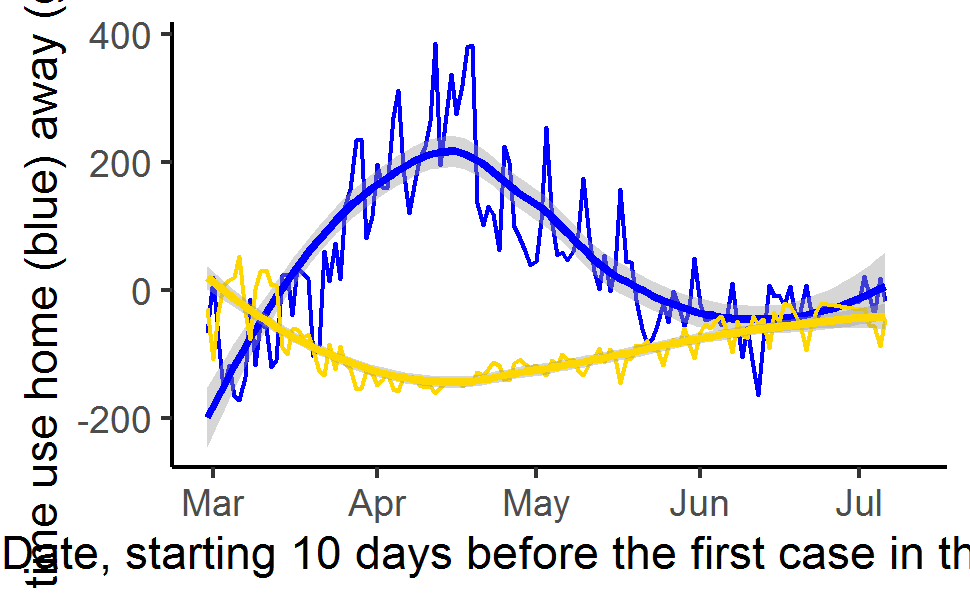 400
200
0
-200
Mar Apr May Jun Jul
Date, starting 10 days before the first case in
time use home (blue) away